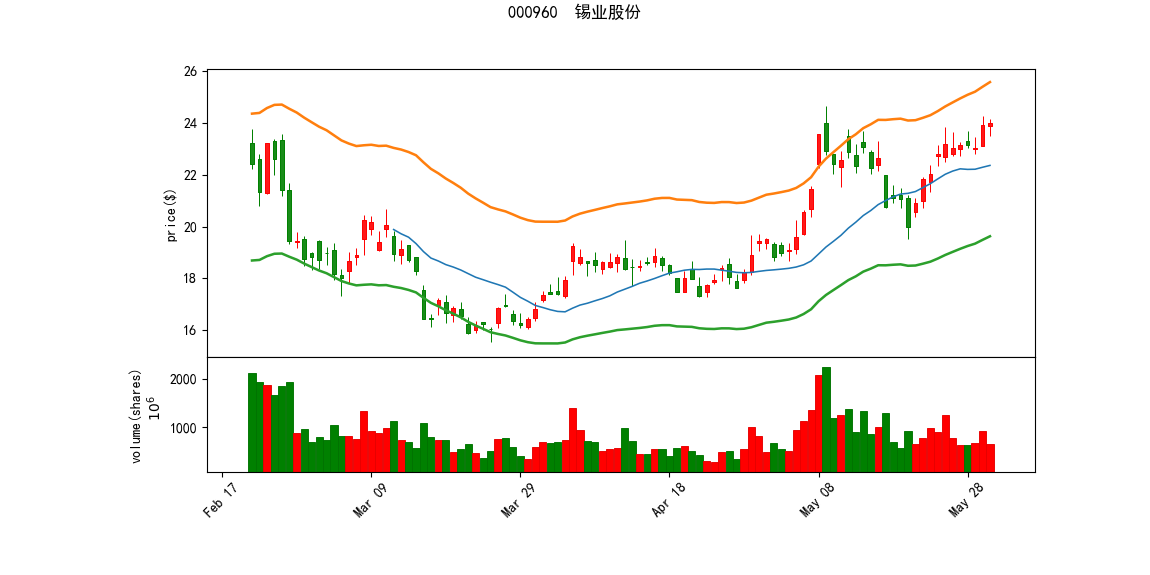 000960 锡业股份
26
24
22
20
18
16
price($)
2000
1000
volume(shares)
10^6
Feb 17
Mar 09
Mar 29
Apr 18
May 08
May 28